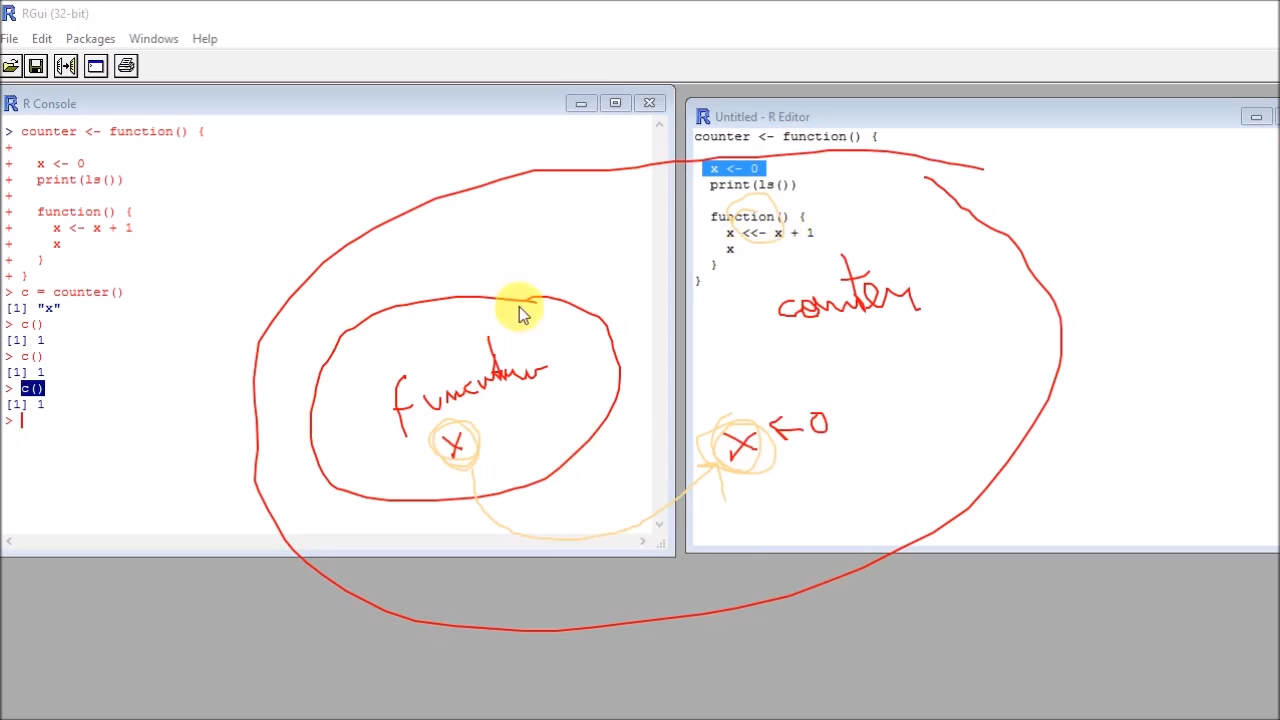 RGui (32-bit)
File Edit Packages Windows Help
R Console
> counter <- function() {
+
+ x <- 0
+ print(ls())
+
+ function() {
+ x <- x + 1
+ x
+ }
+ }
> c = counter()
[1] "x"
> c()
[1] 1
> c()
[1] 1
> c()
[1] 1
>
Untitled - R Editor
counter <- function() {
x <- 0
print(ls())
function() {
x <<- x + 1
x
}
}
counter
function
x
x ← 0